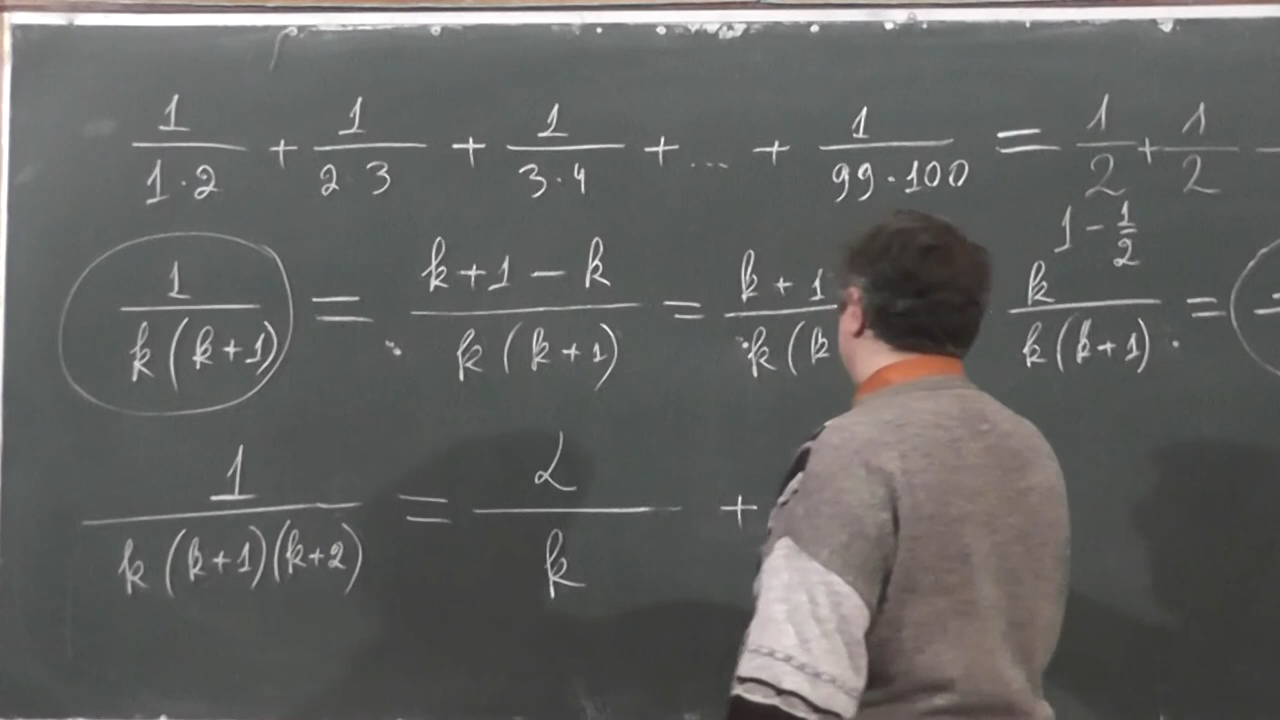 1/(1·2) + 1/(2·3) + 1/(3·4) + ... + 1/(99·100) = 1/2 + 1/2 -
1 - 1/2
1/(k(k+1)) = (k+1-k)/(k(k+1)) = (k+1)/(k(k k/(k(k+1)) =
1/(k(k+1)(k+2)) = α/k +